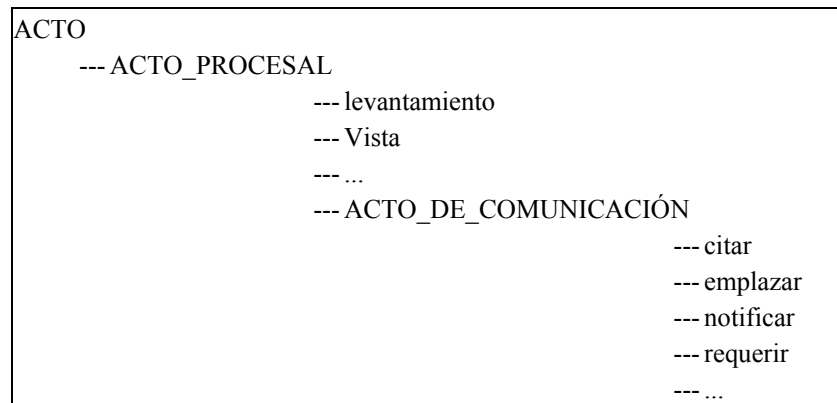 ACTO
--- ACTO_PROCESAL
--- levantamiento
--- Vista
--- ...
--- ACTO_DE_COMUNICACIÓN
--- citar
--- emplazar
--- notificar
--- requerir
--- ...